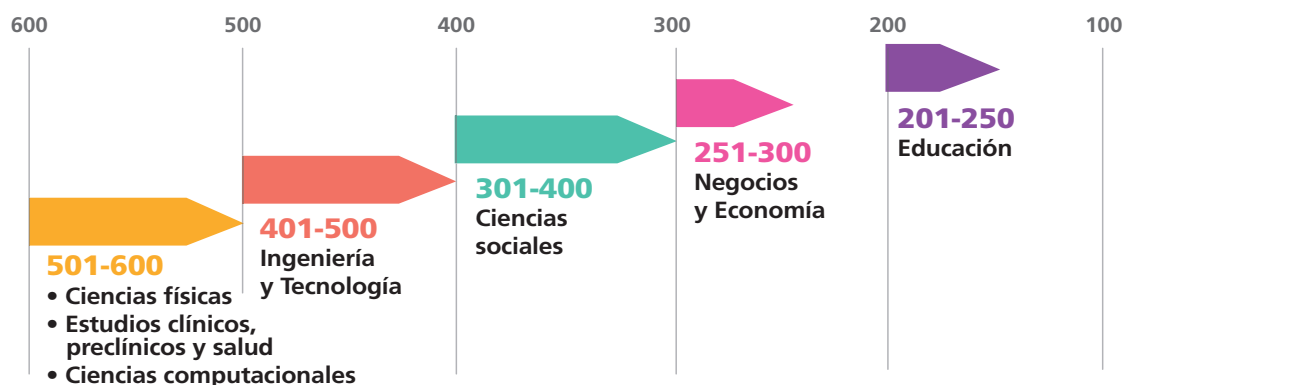 600 500 400 300 200 100
501-600
• Ciencias físicas
• Estudios clínicos,
preclínicos y salud
• Ciencias computacionales
401-500
Ingeniería
y Tecnología
301-400
Ciencias
sociales
251-300
Negocios
y Economía
201-250
Educación